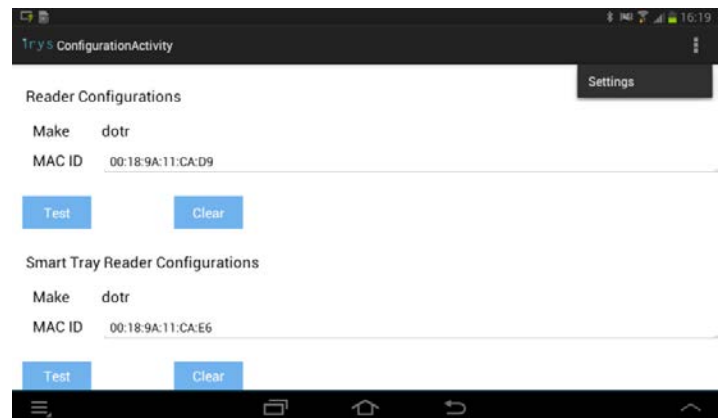 16:19
Trys ConfigurationActivity
Settings
Reader Configurations
Make dotr
MAC ID 00:18:9A:11:CA:D9
Test Clear
Smart Tray Reader Configurations
Make dotr
MAC ID 00:18:9A:11:CA:E6
Test Clear